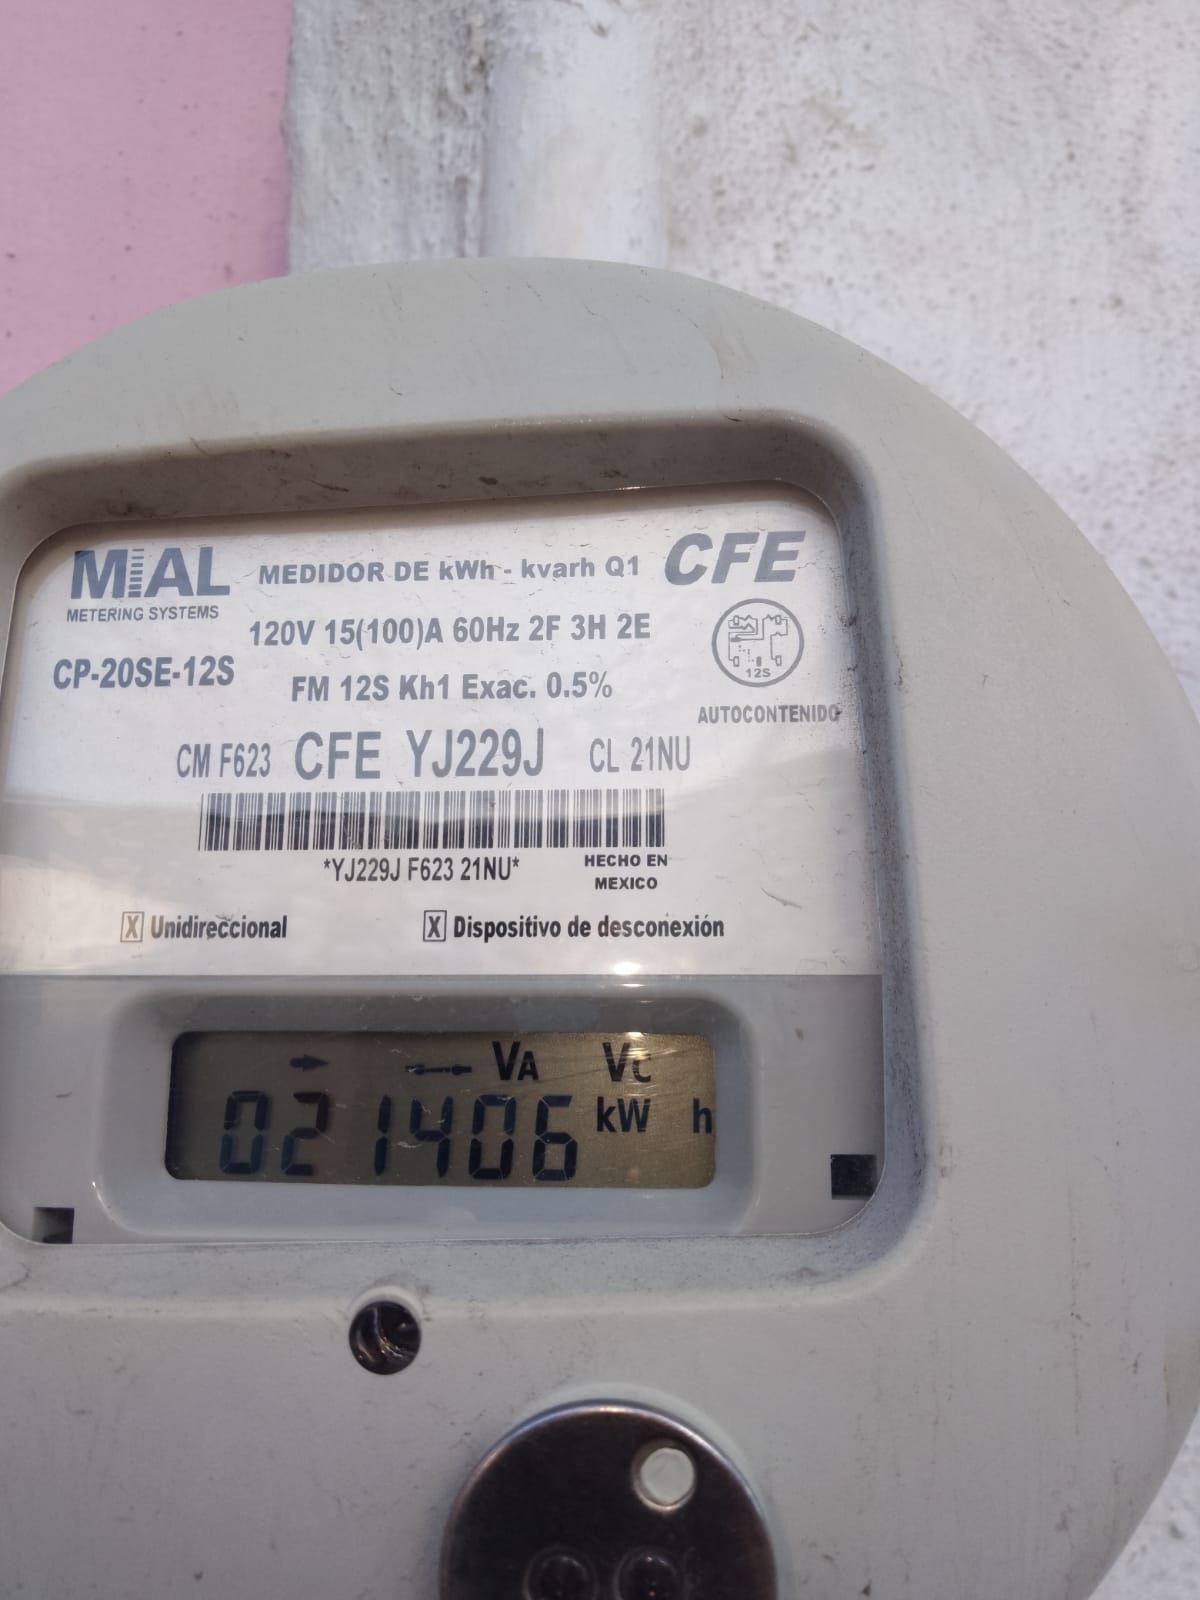 MIAL
METERING SYSTEMS
MEDIDOR DE kWh - kvarh Q1
CFE
120V 15(100)A 60Hz 2F 3H 2E
CP-20SE-12S
FM 12S Kh1 Exac. 0.5%
12S
AUTOCONTENIDO
CM F623 CFE YJ229J CL 21NU
*YJ229J F623 21NU*
HECHO EN
MEXICO
X Unidireccional
X Dispositivo de desconexión
VA VC
021406 kW h